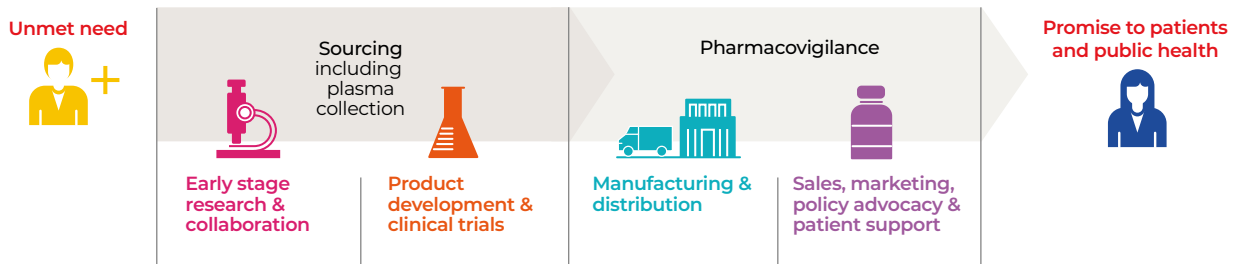 Unmet need
Sourcing
including
plasma
collection
Pharmacovigilance
Promise to patients
and public health
Early stage
research &
collaboration
Product
development &
clinical trials
Manufacturing &
distribution
Sales, marketing,
policy advocacy &
patient support